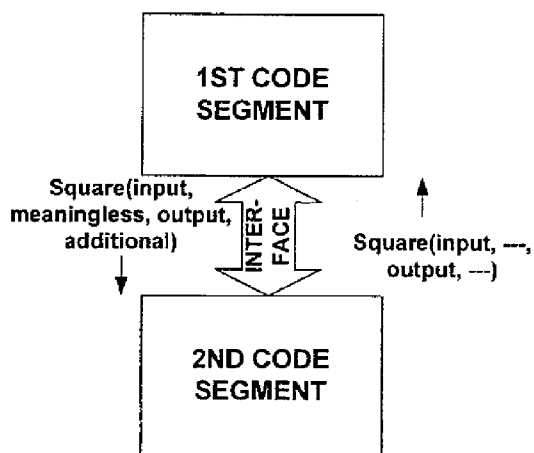 1ST CODE
SEGMENT
Square(input,
meaningless, output,
additional)
INTER-
FACE
Square(input, ---,
output, ---)
2ND CODE
SEGMENT